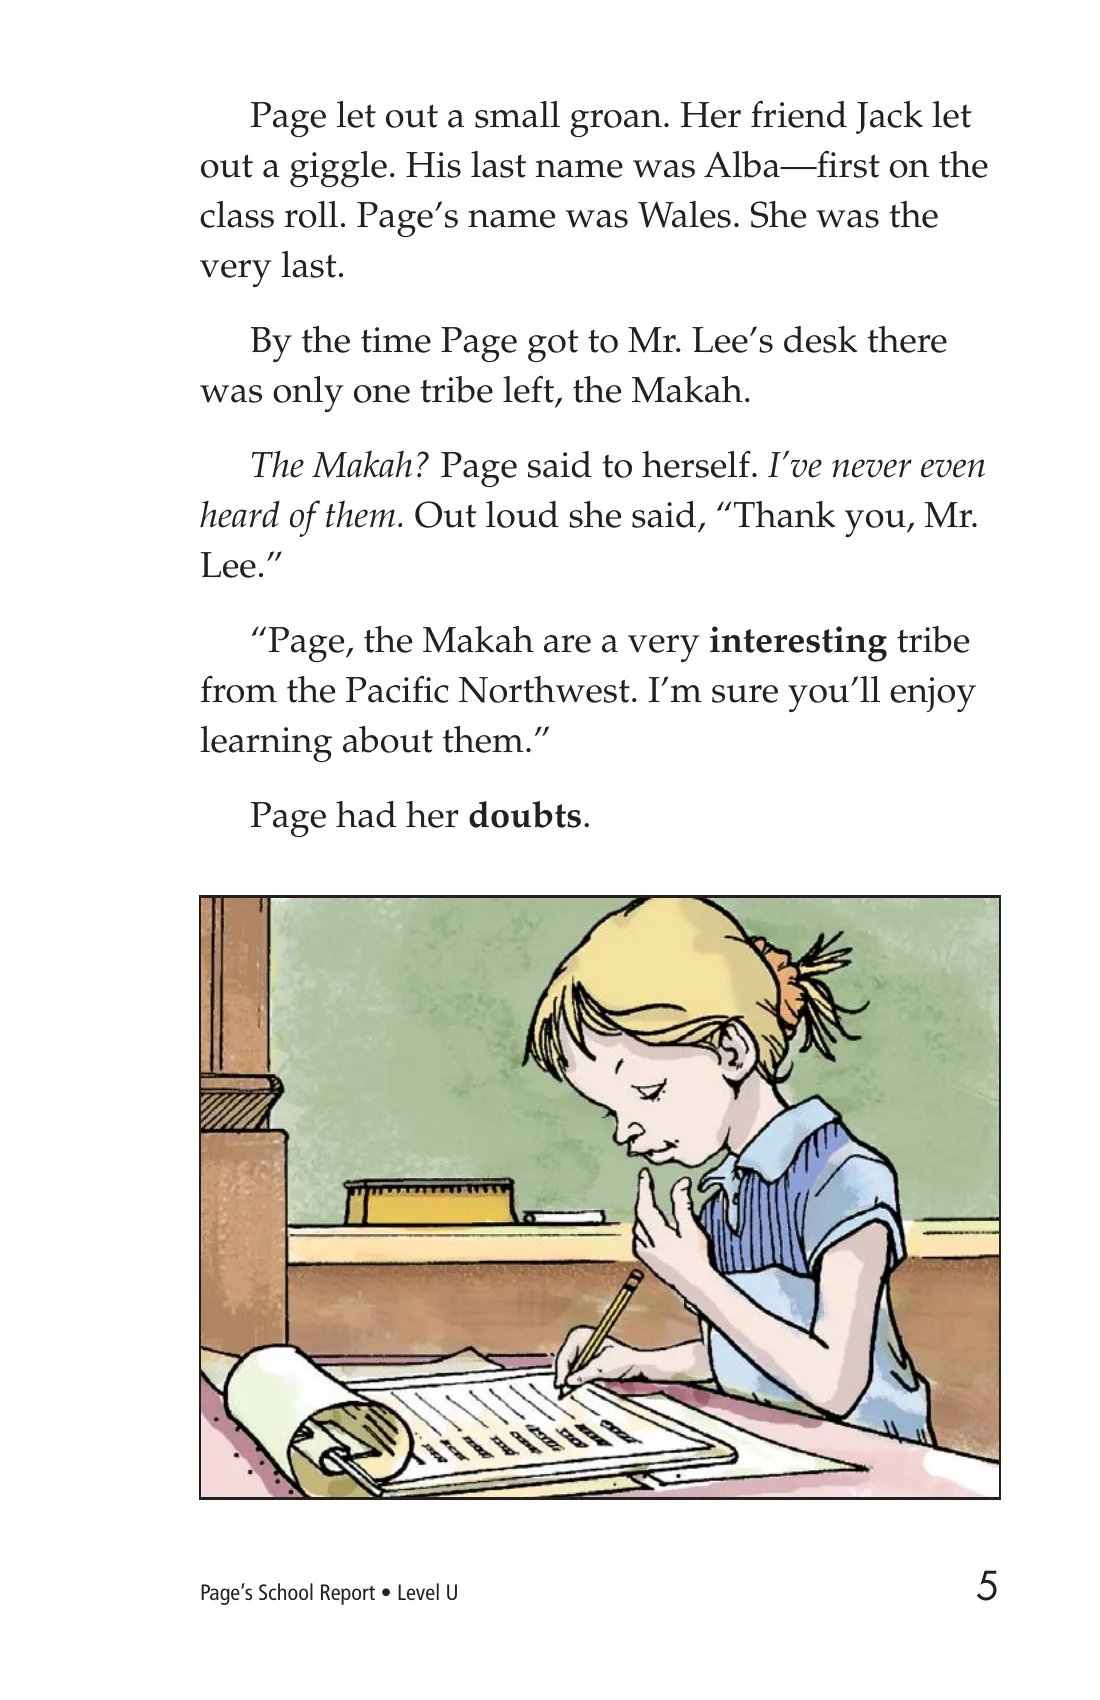 Page let out a small groan. Her friend Jack let
out a giggle. His last name was Alba—first on the
class roll. Page’s name was Wales. She was the
very last.
By the time Page got to Mr. Lee’s desk there
was only one tribe left, the Makah.
The Makah? Page said to herself. I’ve never even
heard of them. Out loud she said, “Thank you, Mr.
Lee.”
“Page, the Makah are a very interesting tribe
from the Pacific Northwest. I’m sure you’ll enjoy
learning about them.”
Page had her doubts.
Page’s School Report • Level U
5